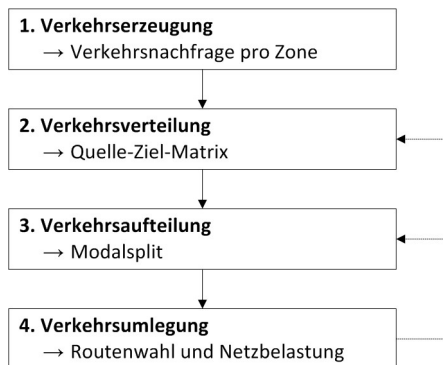 1. Verkehrserzeugung
→ Verkehrsnachfrage pro Zone
2. Verkehrsverteilung
→ Quelle-Ziel-Matrix
3. Verkehrsaufteilung
→ Modalsplit
4. Verkehrsumlegung
→ Routenwahl und Netzbelastung